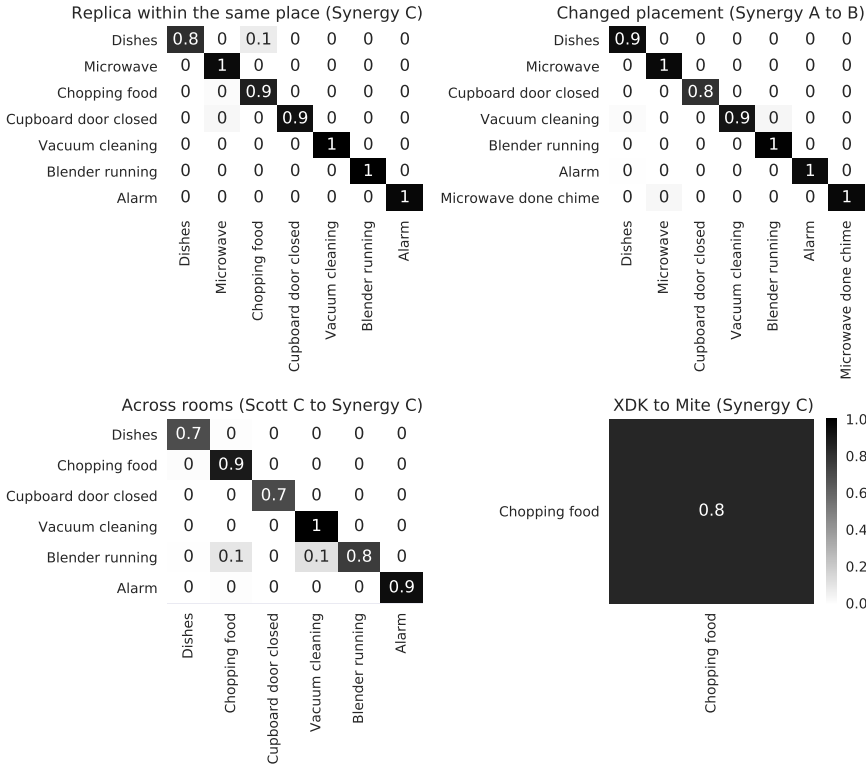 Replica within the same place (Synergy C)
Dishes 0.8 0 0.1 0 0 0 0
Microwave 0 1 0 0 0 0 0
Chopping food 0 0 0.9 0 0 0 0
Cupboard door closed 0 0 0 0.9 0 0 0
Vacuum cleaning 0 0 0 0 1 0 0
Blender running 0 0 0 0 0 1 0
Alarm 0 0 0 0 0 0 1
Dishes
Microwave
Chopping food
Cupboard door closed
Vacuum cleaning
Blender running
Alarm
Changed placement (Synergy A to B)
Dishes 0.9 0 0 0 0 0 0
Microwave 0 1 0 0 0 0 0
Cupboard door closed 0 0 0.8 0 0 0 0
Vacuum cleaning 0 0 0 0.9 0 0 0
Blender running 0 0 0 0 1 0 0
Alarm 0 0 0 0 0 1 0
Microwave done chime 0 0 0 0 0 0 1
Dishes
Microwave
Cupboard door closed
Vacuum cleaning
Blender running
Alarm
Microwave done chime
Across rooms (Scott C to Synergy C)
Dishes 0.7 0 0 0 0 0
Chopping food 0 0.9 0 0 0 0
Cupboard door closed 0 0 0.7 0 0 0
Vacuum cleaning 0 0 0 1 0 0
Blender running 0 0.1 0 0.1 0.8 0
Alarm 0 0 0 0 0 0.9
Dishes
Chopping food
Cupboard door closed
Vacuum cleaning
Blender running
Alarm
XDK to Mite (Synergy C)
Chopping food 0.8
Chopping food
1.0
0.8
0.6
0.4
0.2
0.0